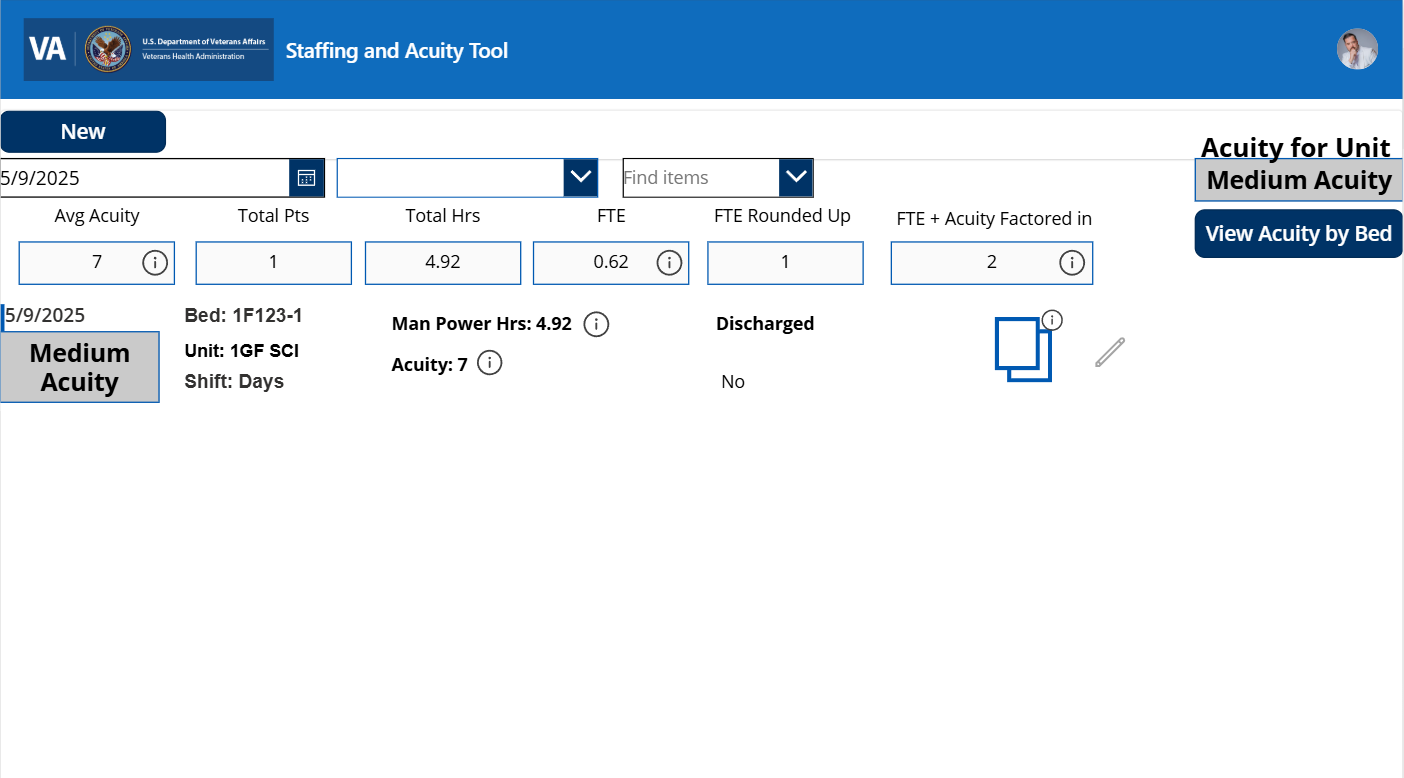 VA
U.S. Department of Veterans Affairs
Veterans Health Administration
Staffing and Acuity Tool
New
Acuity for Unit
5/9/2025
Find items
Medium Acuity
Avg Acuity
Total Pts
Total Hrs
FTE
FTE Rounded Up
FTE + Acuity Factored in
View Acuity by Bed
7
1
4.92
0.62
1
2
5/9/2025
Medium
Acuity
Bed: 1F123-1
Unit: 1GF SCI
Shift: Days
Man Power Hrs: 4.92
Acuity: 7
Discharged
No